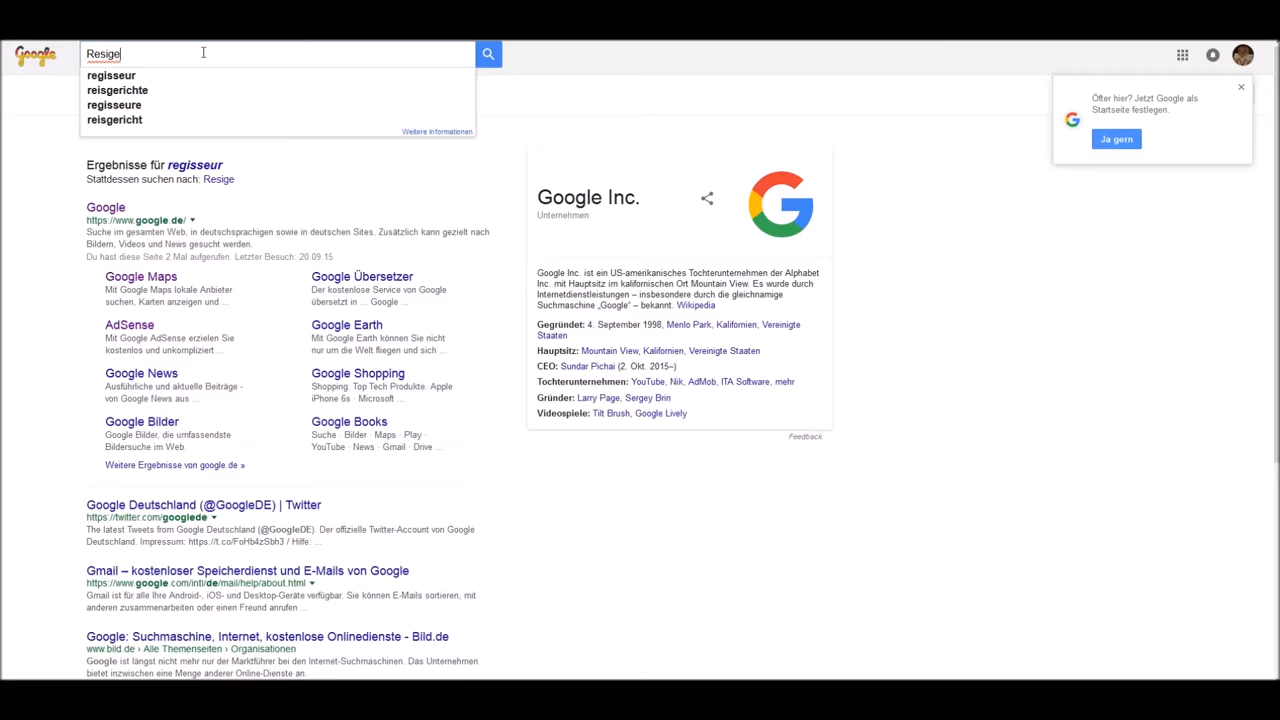 Google
Resige
regisseur
reisgerichte
regisseure
reisgericht
Weitere Informationen
Öfter hier? Jetzt Google als
Startseite festlegen.
Ja gern
Ergebnisse für regisseur
Stattdessen suchen nach: Resige
Google
https://www.google.de/
Suche im gesamten Web, in deutschsprachigen sowie in deutschen Sites. Zusätzlich kann gezielt nach
Bildern, Videos und News gesucht werden.
Du hast diese Seite 2 Mal aufgerufen. Letzter Besuch: 20.09.15
Google Maps
Mit Google Maps lokale Anbieter
suchen, Karten anzeigen und ...
Google Übersetzer
Der kostenlose Service von Google
übersetzt in ... Google ...
AdSense
Mit Google AdSense erzielen Sie
kostenlos und unkompliziert ...
Google Earth
Mit Google Earth können Sie nicht
nur um die Welt fliegen und sich ...
Google News
Ausführliche und aktuelle Beiträge -
von Google News aus ...
Google Shopping
Shopping. Top Tech Produkte. Apple
iPhone 6s · Microsoft ...
Google Bilder
Google Bilder, die umfassendste
Bildersuche im Web.
Google Books
Suche · Bilder · Maps · Play ·
YouTube · News · Gmail · Drive ...
Weitere Ergebnisse von google.de »
Google Deutschland (@GoogleDE) | Twitter
https://twitter.com/googlede
The latest Tweets from Google Deutschland (@GoogleDE). Der offizielle Twitter-Account von Google
Deutschland. Impressum: https://t.co/FoHb4zSbh3 / Hilfe: ...
Gmail – kostenloser Speicherdienst und E-Mails von Google
https://www.google.com/intl/de/mail/help/about.html
Gmail ist für alle Ihre Android-, iOS- und Desktop-Geräte verfügbar. Sie können E-Mails sortieren, mit
anderen zusammenarbeiten oder einen Freund anrufen ...
Google: Suchmaschine, Internet, kostenlose Onlinedienste - Bild.de
www.bild.de › Alle Themenseiten › Organisationen
Google ist längst nicht mehr nur der Marktführer bei den Internet-Suchmaschinen. Das Unternehmen
bietet inzwischen eine Menge anderer Online-Dienste an.
Google Inc.
Unternehmen
Google Inc. ist ein US-amerikanisches Tochterunternehmen der Alphabet
Inc. mit Hauptsitz im kalifornischen Ort Mountain View. Es wurde durch
Internetdienstleistungen – insbesondere durch die gleichnamige
Suchmaschine „Google“ – bekannt. Wikipedia
Gegründet: 4. September 1998, Menlo Park, Kalifornien, Vereinigte
Staaten
Hauptsitz: Mountain View, Kalifornien, Vereinigte Staaten
CEO: Sundar Pichai (2. Okt. 2015–)
Tochterunternehmen: YouTube, Nik, AdMob, ITA Software, mehr
Gründer: Larry Page, Sergey Brin
Videospiele: Tilt Brush, Google Lively
Feedback